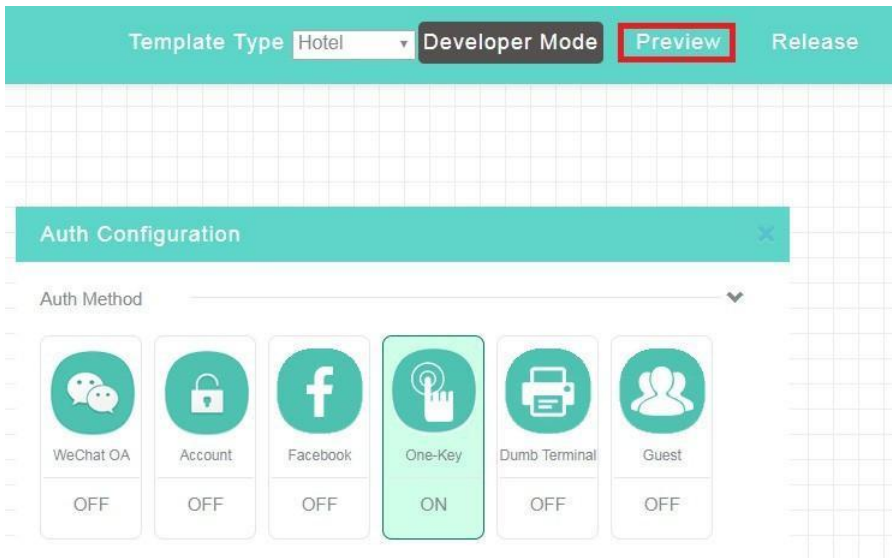 Template Type Hotel Developer Mode Preview Release
Auth Configuration
Auth Method
WeChat OA Account Facebook One-Key Dumb Terminal Guest
OFF OFF OFF ON OFF OFF